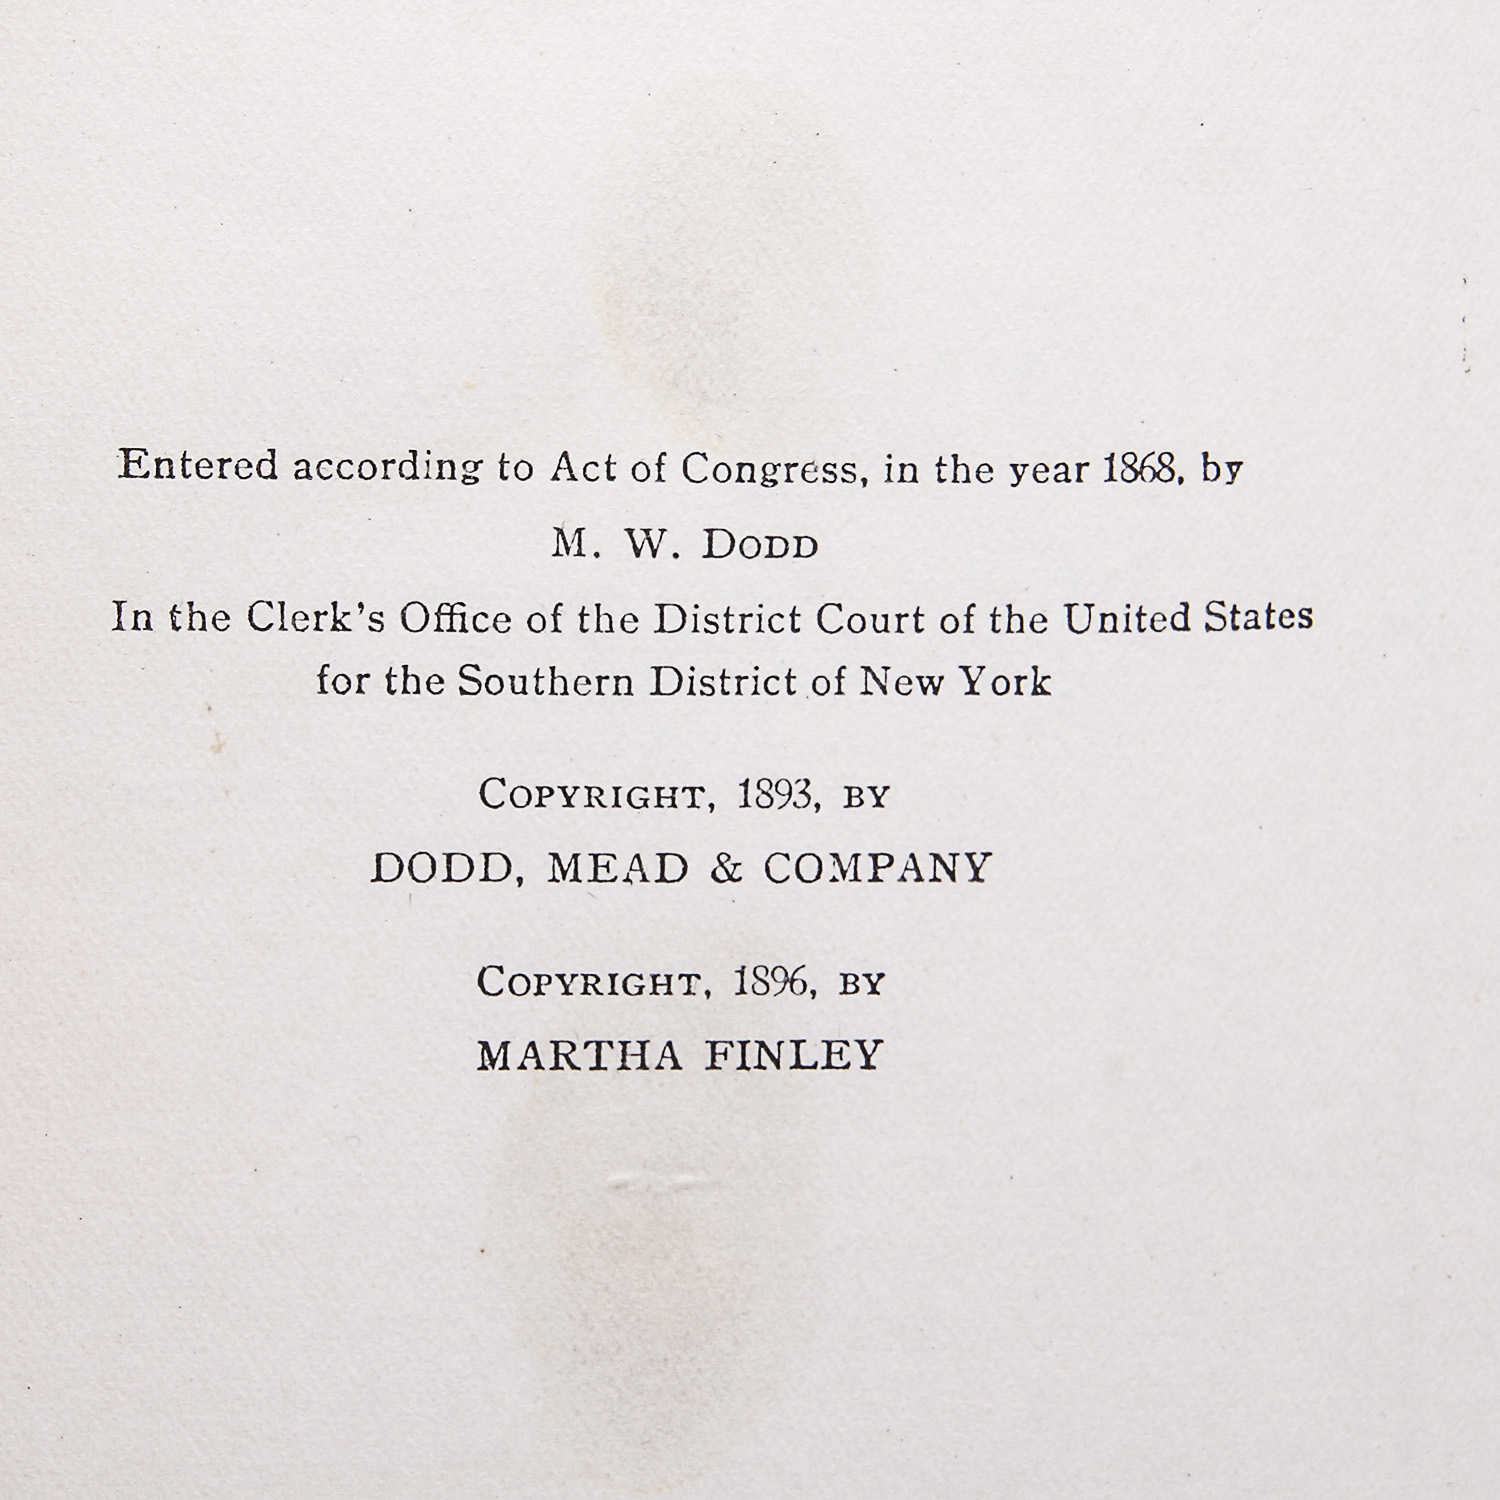 Entered according to Act of Congress, in the year 1868, by
M. W. DODD
In the Clerk's Office of the District Court of the United States
for the Southern District of New York
COPYRIGHT, 1893, BY
DODD, MEAD & COMPANY
COPYRIGHT, 1896, BY
MARTHA FINLEY